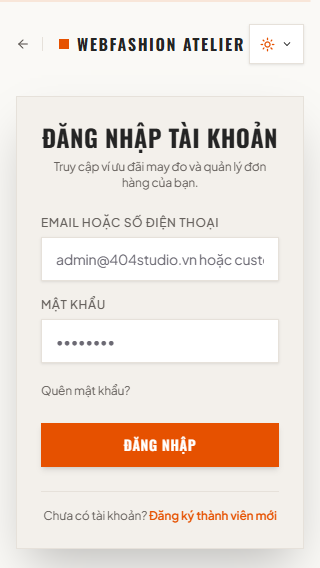 WEBFASHION ATELIER
ĐĂNG NHẬP TÀI KHOẢN
Truy cập ví ưu đãi may đo và quản lý đơn
hàng của bạn.
EMAIL HOẶC SỐ ĐIỆN THOẠI
admin@404studio.vn hoặc cust
MẬT KHẨU
••••••••
Quên mật khẩu?
ĐĂNG NHẬP
Chưa có tài khoản? Đăng ký thành viên mới